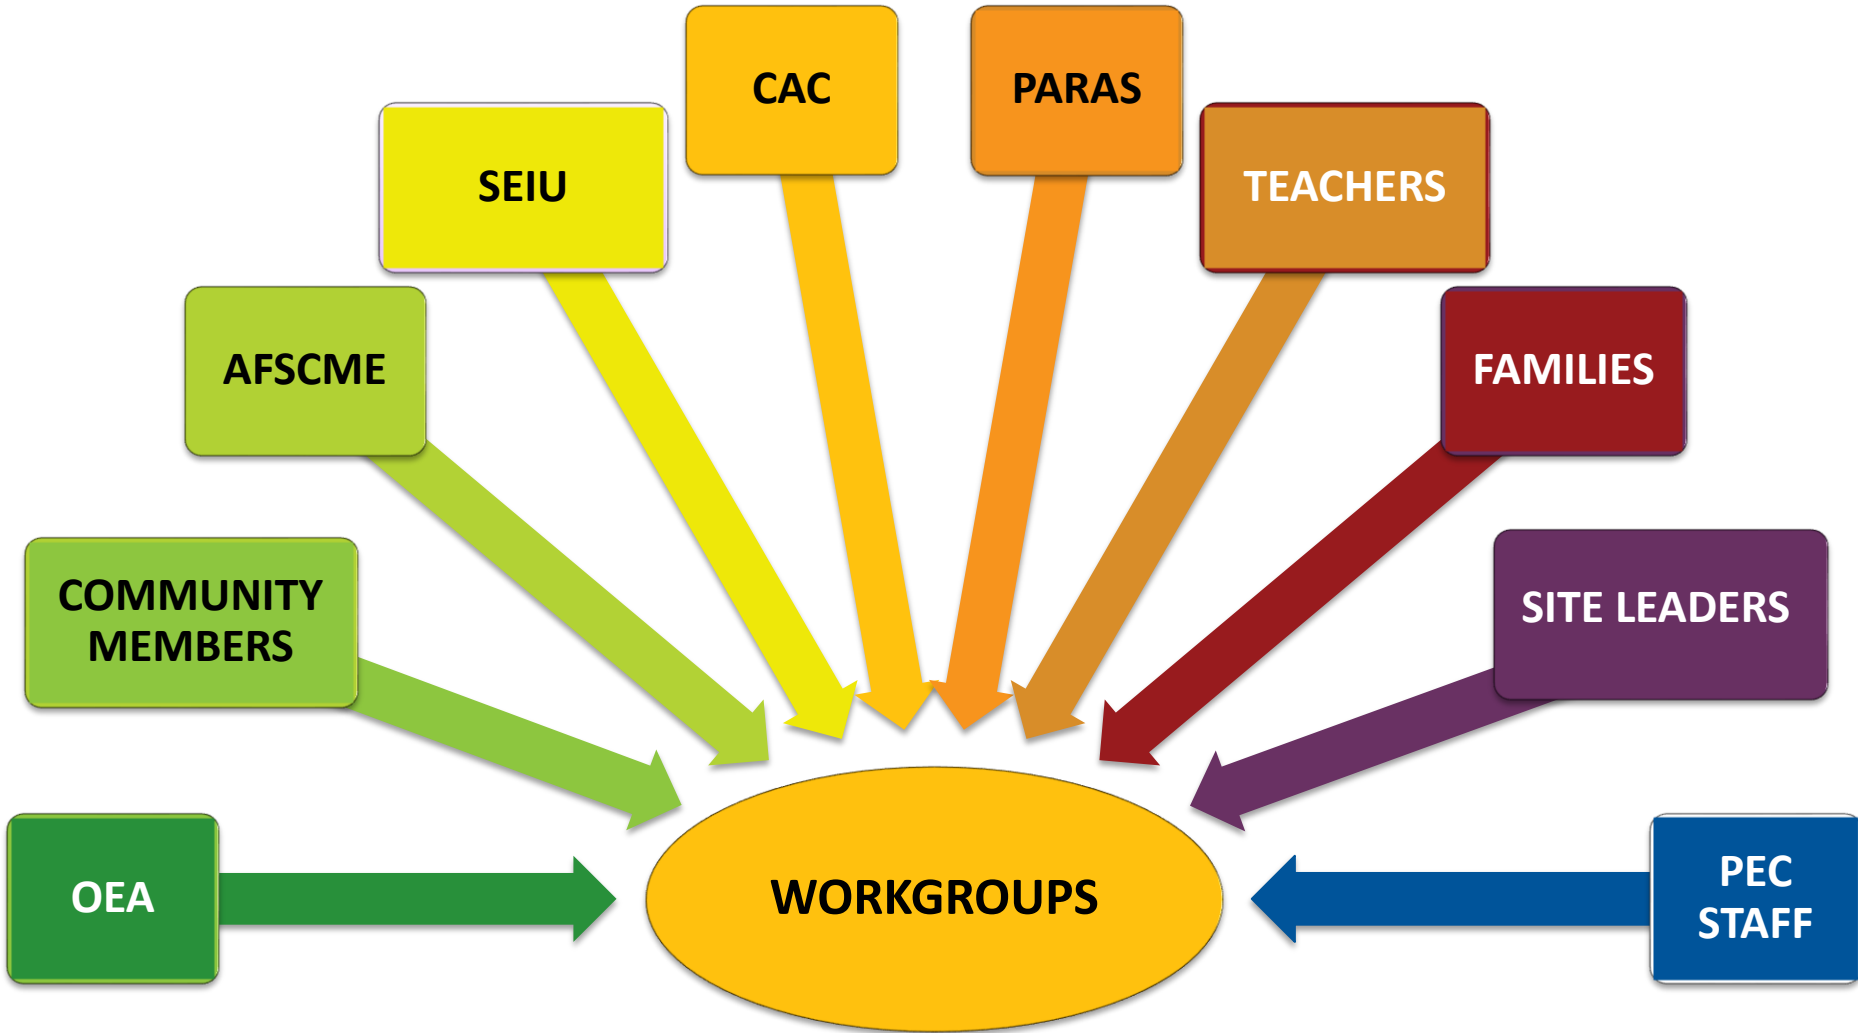 CAC
PARAS
SEIU
TEACHERS
AFSCME
FAMILIES
COMMUNITY
MEMBERS
SITE LEADERS
OEA
WORKGROUPS
PEC
STAFF